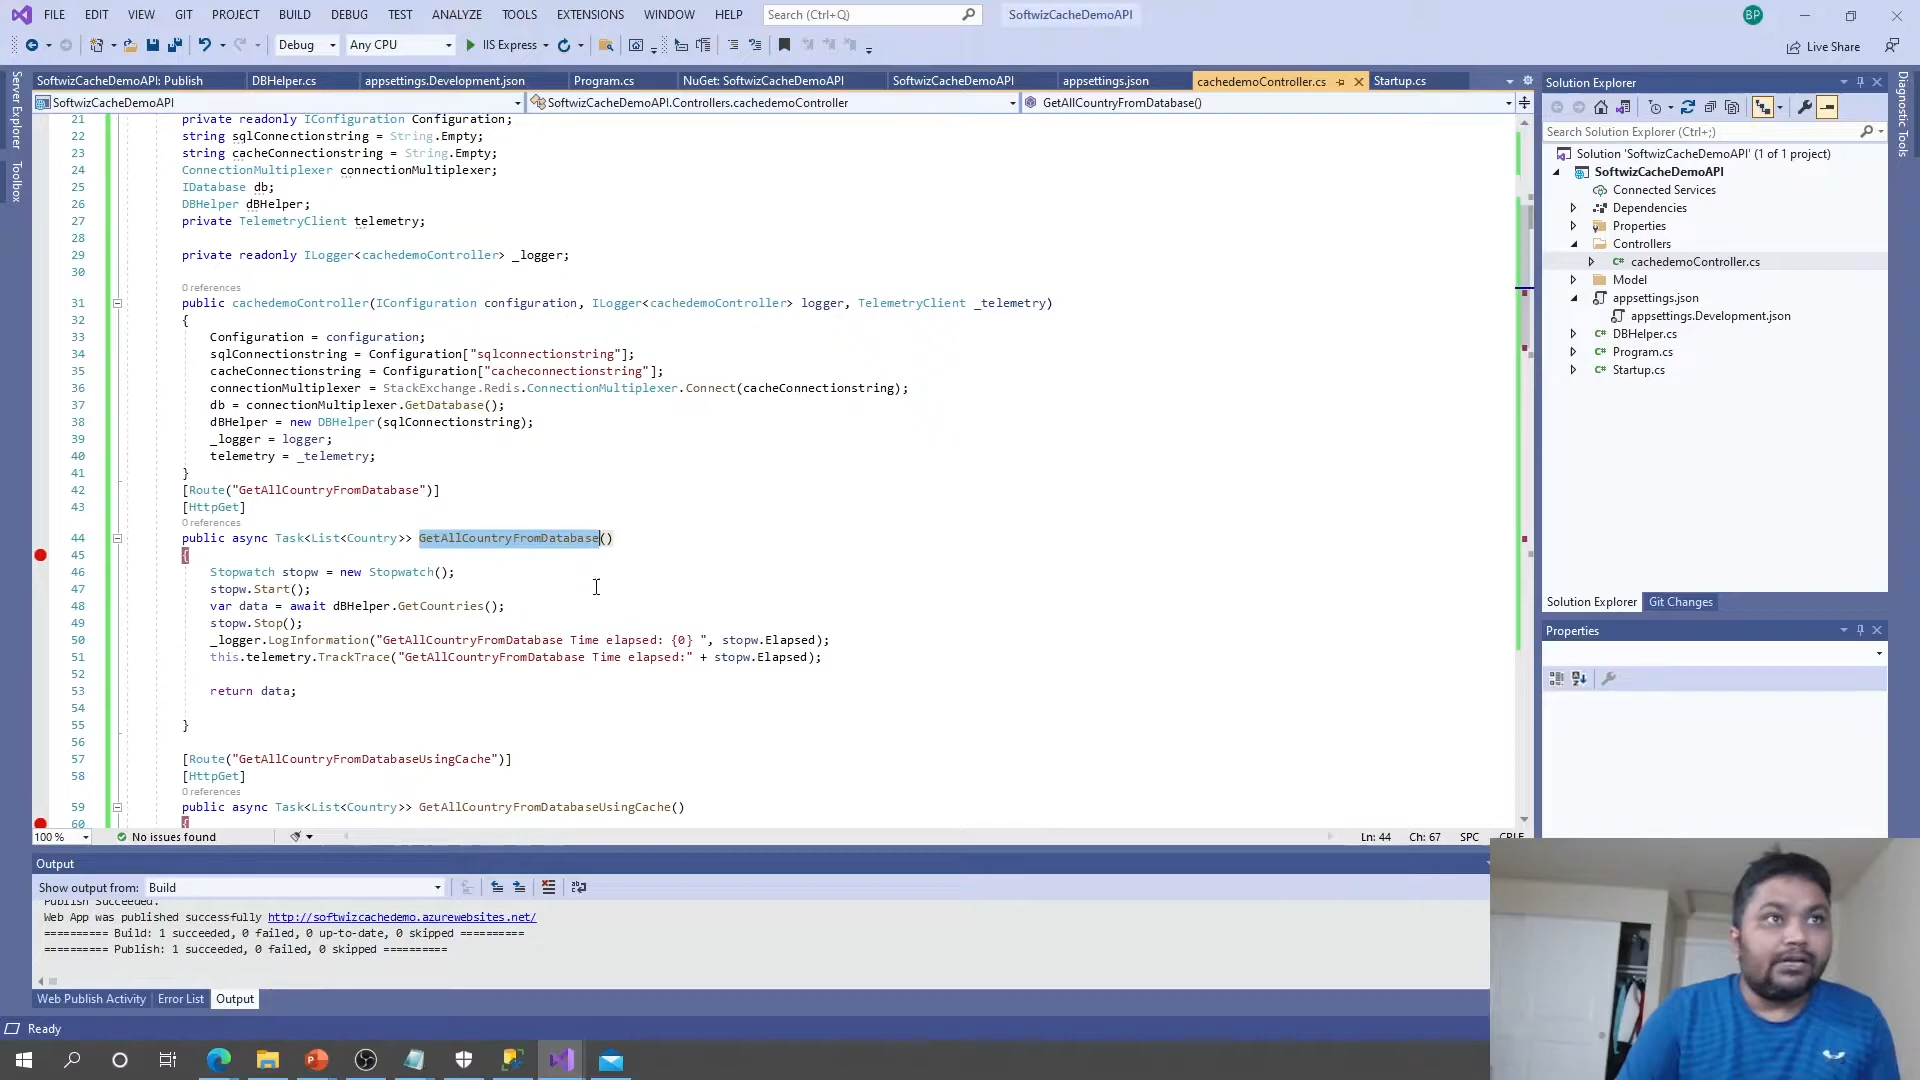 FILE EDIT VIEW GIT PROJECT BUILD DEBUG TEST ANALYZE TOOLS EXTENSIONS WINDOW HELP Search (Ctrl+Q) SoftwizCacheDemoAPI BP
Debug Any CPU IIS Express Live Share
SoftwizCacheDemoAPI: Publish DBHelper.cs appsettings.Development.json Program.cs NuGet: SoftwizCacheDemoAPI SoftwizCacheDemoAPI appsettings.json cachedemoController.cs Startup.cs
SoftwizCacheDemoAPI SoftwizCacheDemoAPI.Controllers.cachedemoController GetAllCountryFromDatabase()
Server Explorer
Toolbox
21 private readonly IConfiguration Configuration;
22 string sqlConnectionstring = String.Empty;
23 string cacheConnectionstring = String.Empty;
24 ConnectionMultiplexer connectionMultiplexer;
25 IDatabase db;
26 DBHelper dBHelper;
27 private TelemetryClient telemetry;
28
29 private readonly ILogger<cachedemoController> _logger;
30
0 references
31 public cachedemoController(IConfiguration configuration, ILogger<cachedemoController> logger, TelemetryClient _telemetry)
32 {
33 Configuration = configuration;
34 sqlConnectionstring = Configuration["sqlconnectionstring"];
35 cacheConnectionstring = Configuration["cacheconnectionstring"];
36 connectionMultiplexer = StackExchange.Redis.ConnectionMultiplexer.Connect(cacheConnectionstring);
37 db = connectionMultiplexer.GetDatabase();
38 dBHelper = new DBHelper(sqlConnectionstring);
39 _logger = logger;
40 telemetry = _telemetry;
41 }
42 [Route("GetAllCountryFromDatabase")]
43 [HttpGet]
0 references
44 public async Task<List<Country>> GetAllCountryFromDatabase()
45 {
46 Stopwatch stopw = new Stopwatch();
47 stopw.Start();
48 var data = await dBHelper.GetCountries();
49 stopw.Stop();
50 _logger.LogInformation("GetAllCountryFromDatabase Time elapsed: {0} ", stopw.Elapsed);
51 this.telemetry.TrackTrace("GetAllCountryFromDatabase Time elapsed:" + stopw.Elapsed);
52
53 return data;
54
55 }
56
57 [Route("GetAllCountryFromDatabaseUsingCache")]
58 [HttpGet]
0 references
59 public async Task<List<Country>> GetAllCountryFromDatabaseUsingCache()
60 {
100 % No issues found Ln: 44 Ch: 67 SPC CRLF
Output
Show output from: Build
Publish Succeeded.
Web App was published successfully http://softwizcachedemo.azurewebsites.net/
========== Build: 1 succeeded, 0 failed, 0 up-to-date, 0 skipped ==========
========== Publish: 1 succeeded, 0 failed, 0 skipped ==========
Web Publish Activity Error List Output
Ready
Solution Explorer
Search Solution Explorer (Ctrl+;)
Solution 'SoftwizCacheDemoAPI' (1 of 1 project)
SoftwizCacheDemoAPI
Connected Services
Dependencies
Properties
Controllers
C# cachedemoController.cs
Model
appsettings.json
appsettings.Development.json
C# DBHelper.cs
C# Program.cs
C# Startup.cs
Solution Explorer Git Changes
Properties
Diagnostic Tools